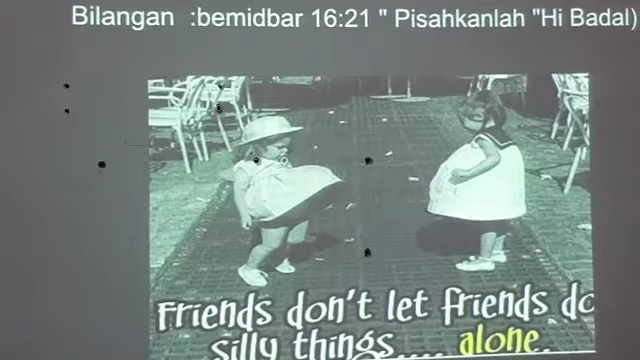 Bilangan :bemidbar 16:21 " Pisahkanlah "Hi Badal)
Friends don't let friends do
silly things.... alone.